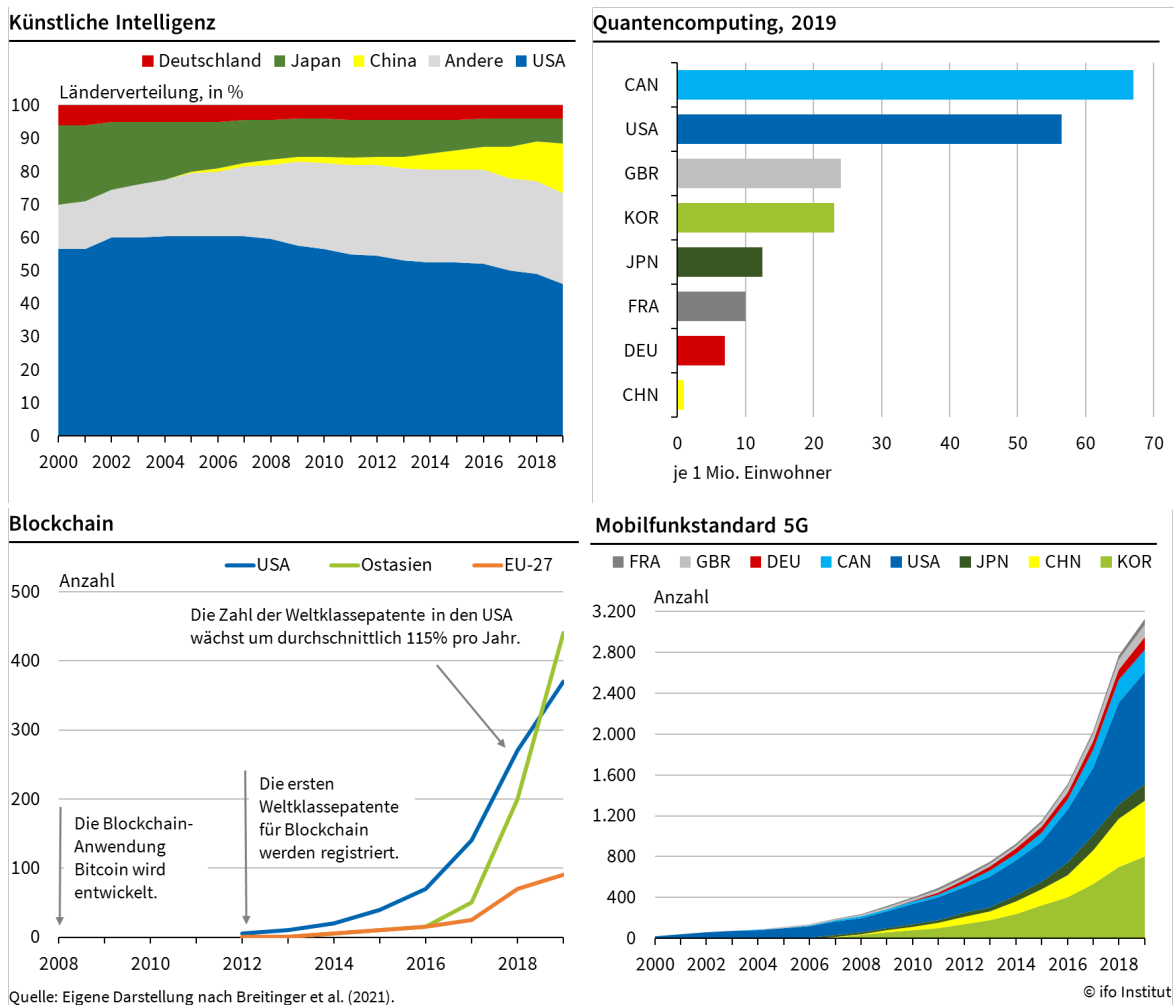 Künstliche Intelligenz
Deutschland Japan China Andere USA
Länderverteilung, in %
100
90
80
70
60
50
40
30
20
10
0
2000 2002 2004 2006 2008 2010 2012 2014 2016 2018
Quantencomputing, 2019
CAN
USA
GBR
KOR
JPN
FRA
DEU
CHN
0 10 20 30 40 50 60 70
je 1 Mio. Einwohner
Blockchain
USA Ostasien EU-27
Anzahl
500
400
300
200
100
0
Die Zahl der Weltklassepatente in den USA
wächst um durchschnittlich 115% pro Jahr.
Die ersten
Weltklassepatente
für Blockchain
werden registriert.
Die Blockchain-
Anwendung
Bitcoin wird
entwickelt.
2008 2010 2012 2014 2016 2018
Mobilfunkstandard 5G
FRA GBR DEU CAN USA JPN CHN KOR
Anzahl
3.200
2.800
2.400
2.000
1.600
1.200
800
400
0
2000 2002 2004 2006 2008 2010 2012 2014 2016 2018
Quelle: Eigene Darstellung nach Breitinger et al. (2021).
© ifo Institut